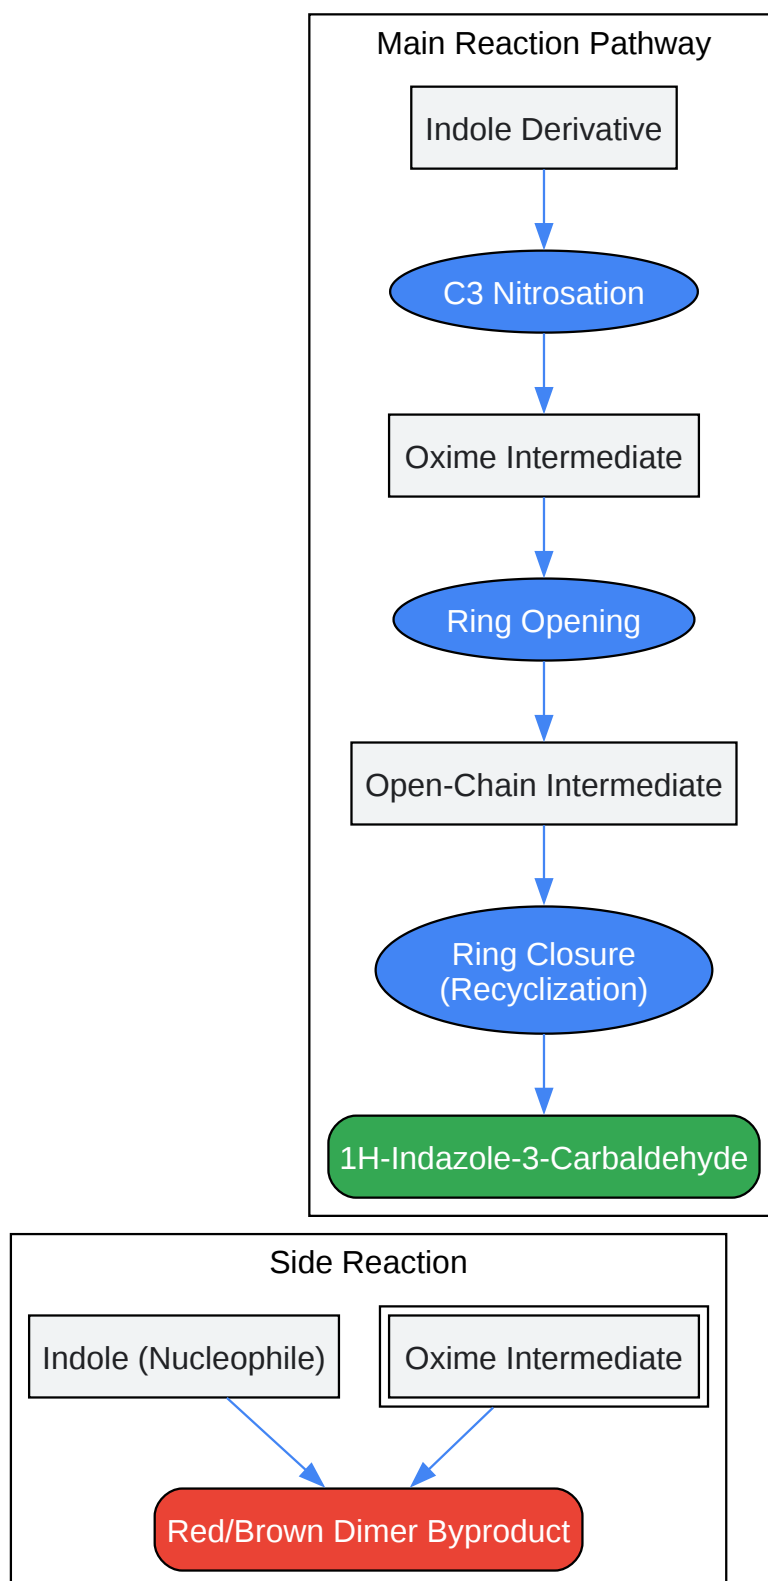 Main Reaction Pathway
Indole Derivative
C3 Nitrosation
Oxime Intermediate
Ring Opening
Open-Chain Intermediate
Ring Closure
(Recyclization)
1H-Indazole-3-Carbaldehyde
Side Reaction
Indole (Nucleophile)
Oxime Intermediate
Red/Brown Dimer Byproduct